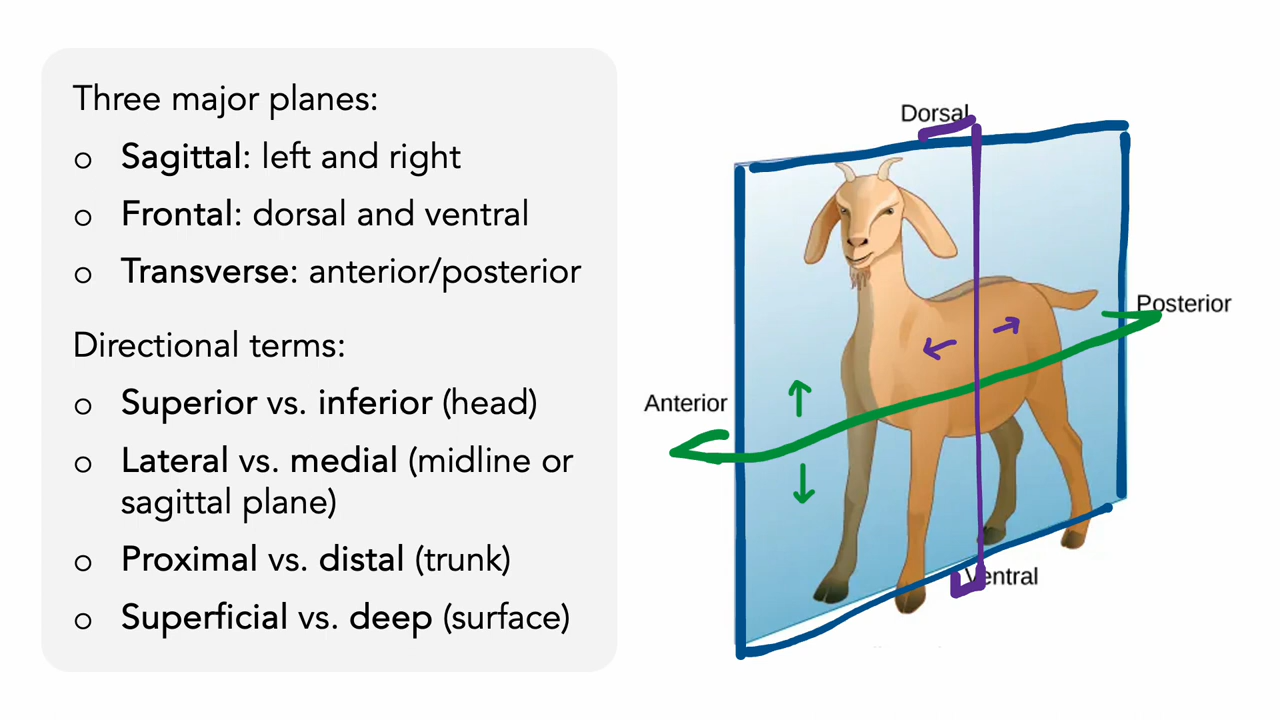 Three major planes:
o Sagittal: left and right
o Frontal: dorsal and ventral
o Transverse: anterior/posterior
Directional terms:
o Superior vs. inferior (head)
o Lateral vs. medial (midline or
sagittal plane)
o Proximal vs. distal (trunk)
o Superficial vs. deep (surface)
Dorsal
Posterior
Anterior
Ventral